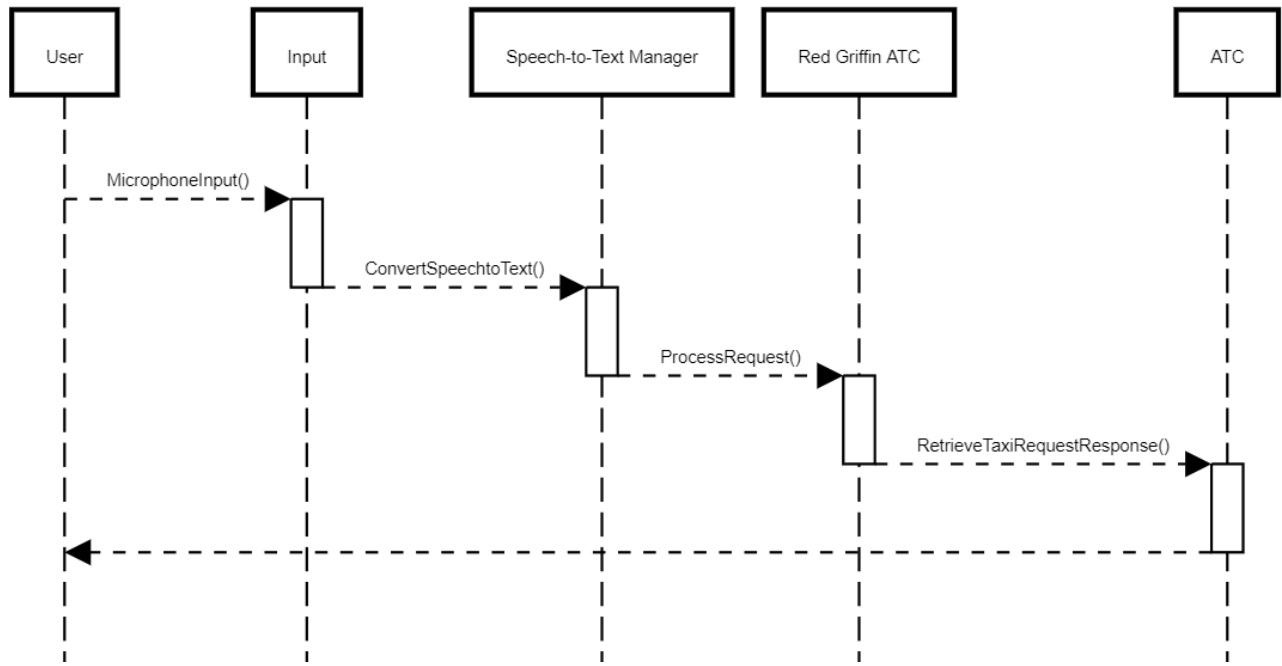 User
Input
Speech-to-Text Manager
Red Griffin ATC
ATC
MicrophoneInput()
ConvertSpeechtoText()
ProcessRequest()
RetrieveTaxiRequestResponse()